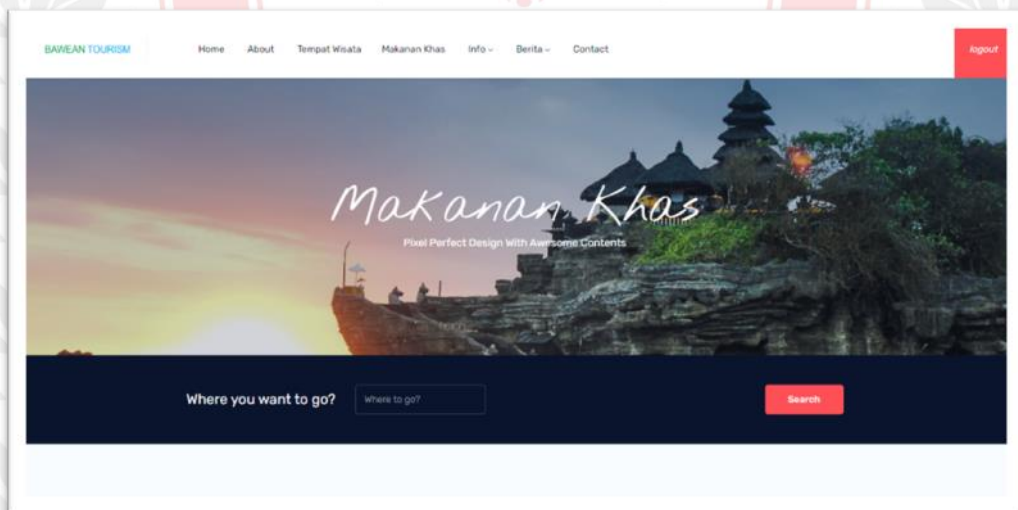 BAWEAN TOURISM Home About Tempat Wisata Makanan Khas Info Berita Contact logout
Makanan Khas
Pixel Perfect Design With Awesome Contents
Where you want to go? Where to go? Search